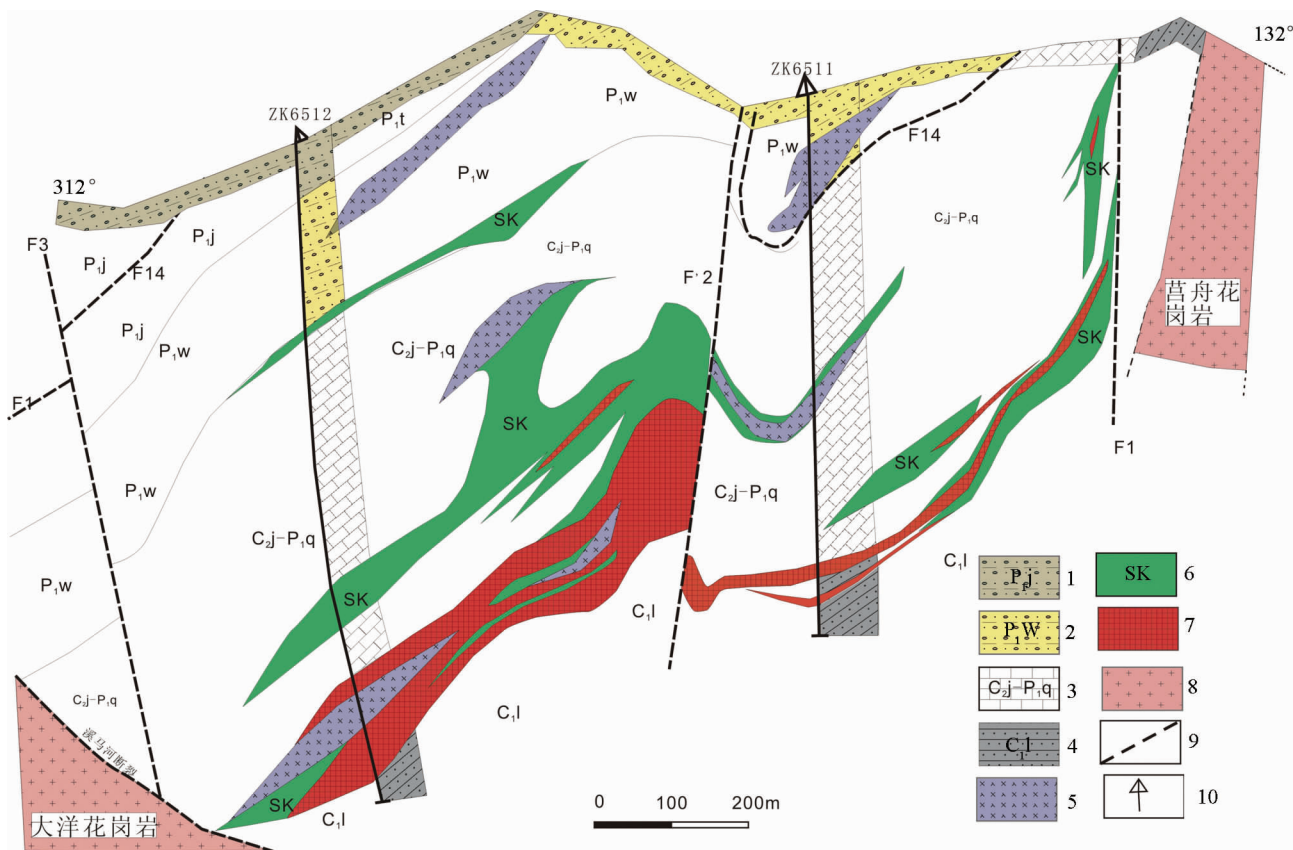 132°
ZK6511
P₁w
ZK6512
P₁t
P₁w
F14
P₁w
SK
312°
SK
C₂j-P₁q
F3
P₁j
P₁j
F14
C₂j-P₁q
F·2
莒舟花
岗岩
P₁j
P₁w
C₂j-P₁q
SK
F1
SK
F1
SK
P₁w
C₂j-P₁q
C₂j-P₁q
C₁l
P₁w
SK
C₁l
P₁j 1
SK 6
P₁W 2
7
C₂j-P₁q 3
8
C₁l 4
9
5
10
C₂j-P₁q
溪马河断裂
C₁l
SK
C₁l
大洋花岗岩
0 100 200m